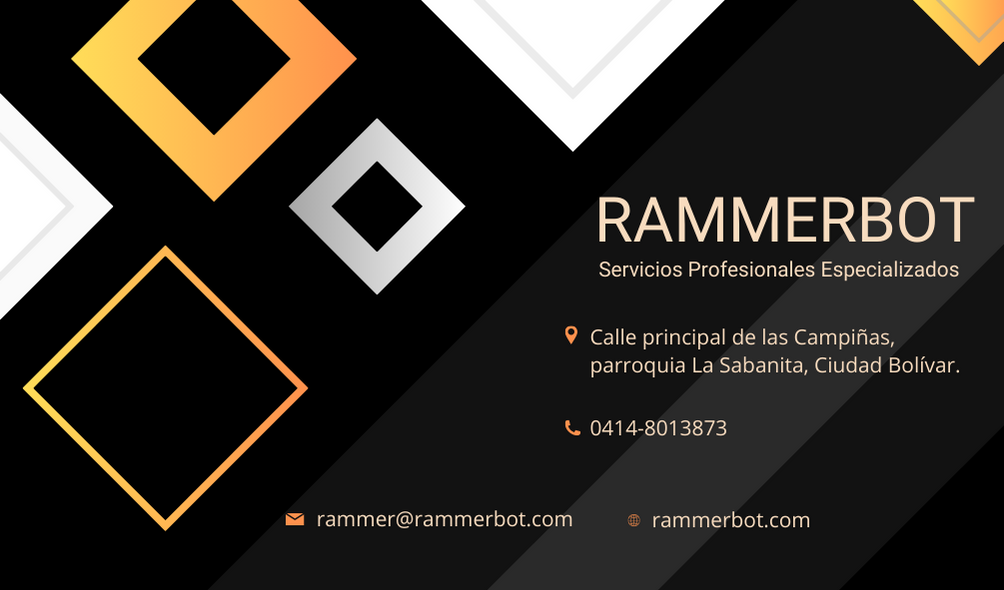 RAMMERBOT
Servicios Profesionales Especializados
Calle principal de las Campiñas,
parroquia La Sabanita, Ciudad Bolívar.
0414-8013873
rammer@rammerbot.com
rammerbot.com